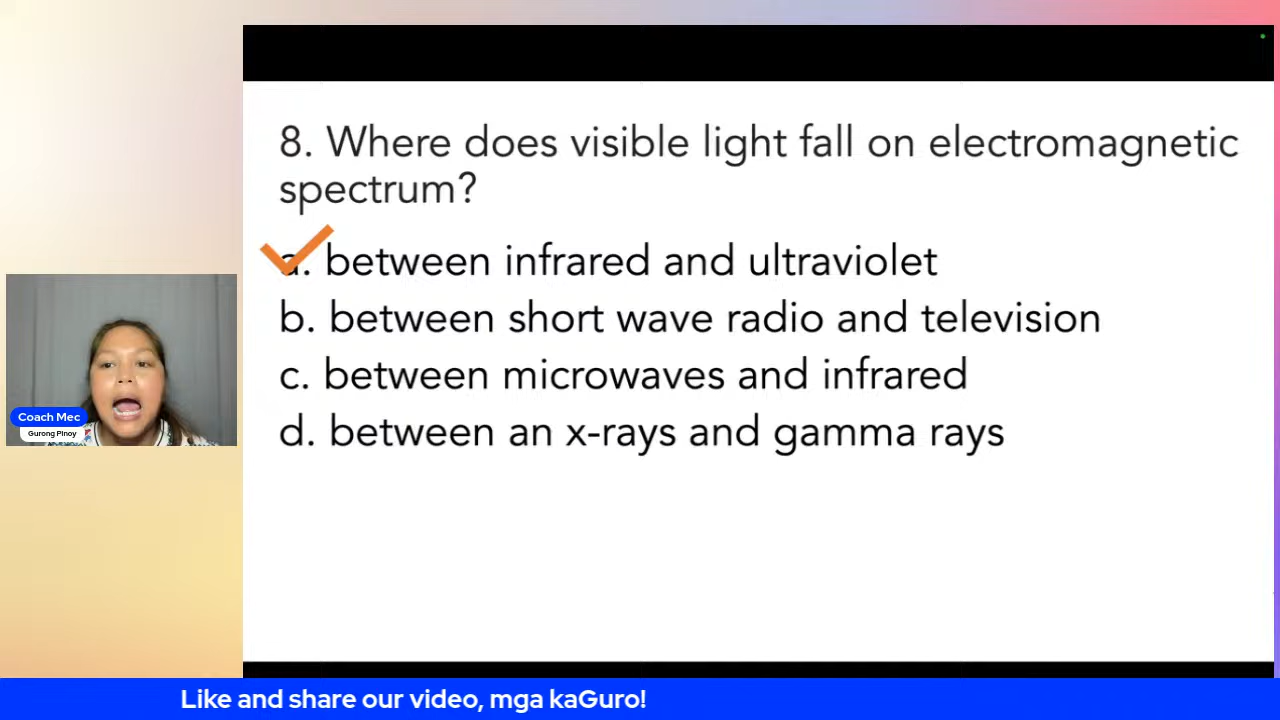 8. Where does visible light fall on electromagnetic
spectrum?
a. between infrared and ultraviolet
b. between short wave radio and television
c. between microwaves and infrared
d. between an x-rays and gamma rays
Coach Mec
Gurong Pinoy
Like and share our video, mga kaGuro!